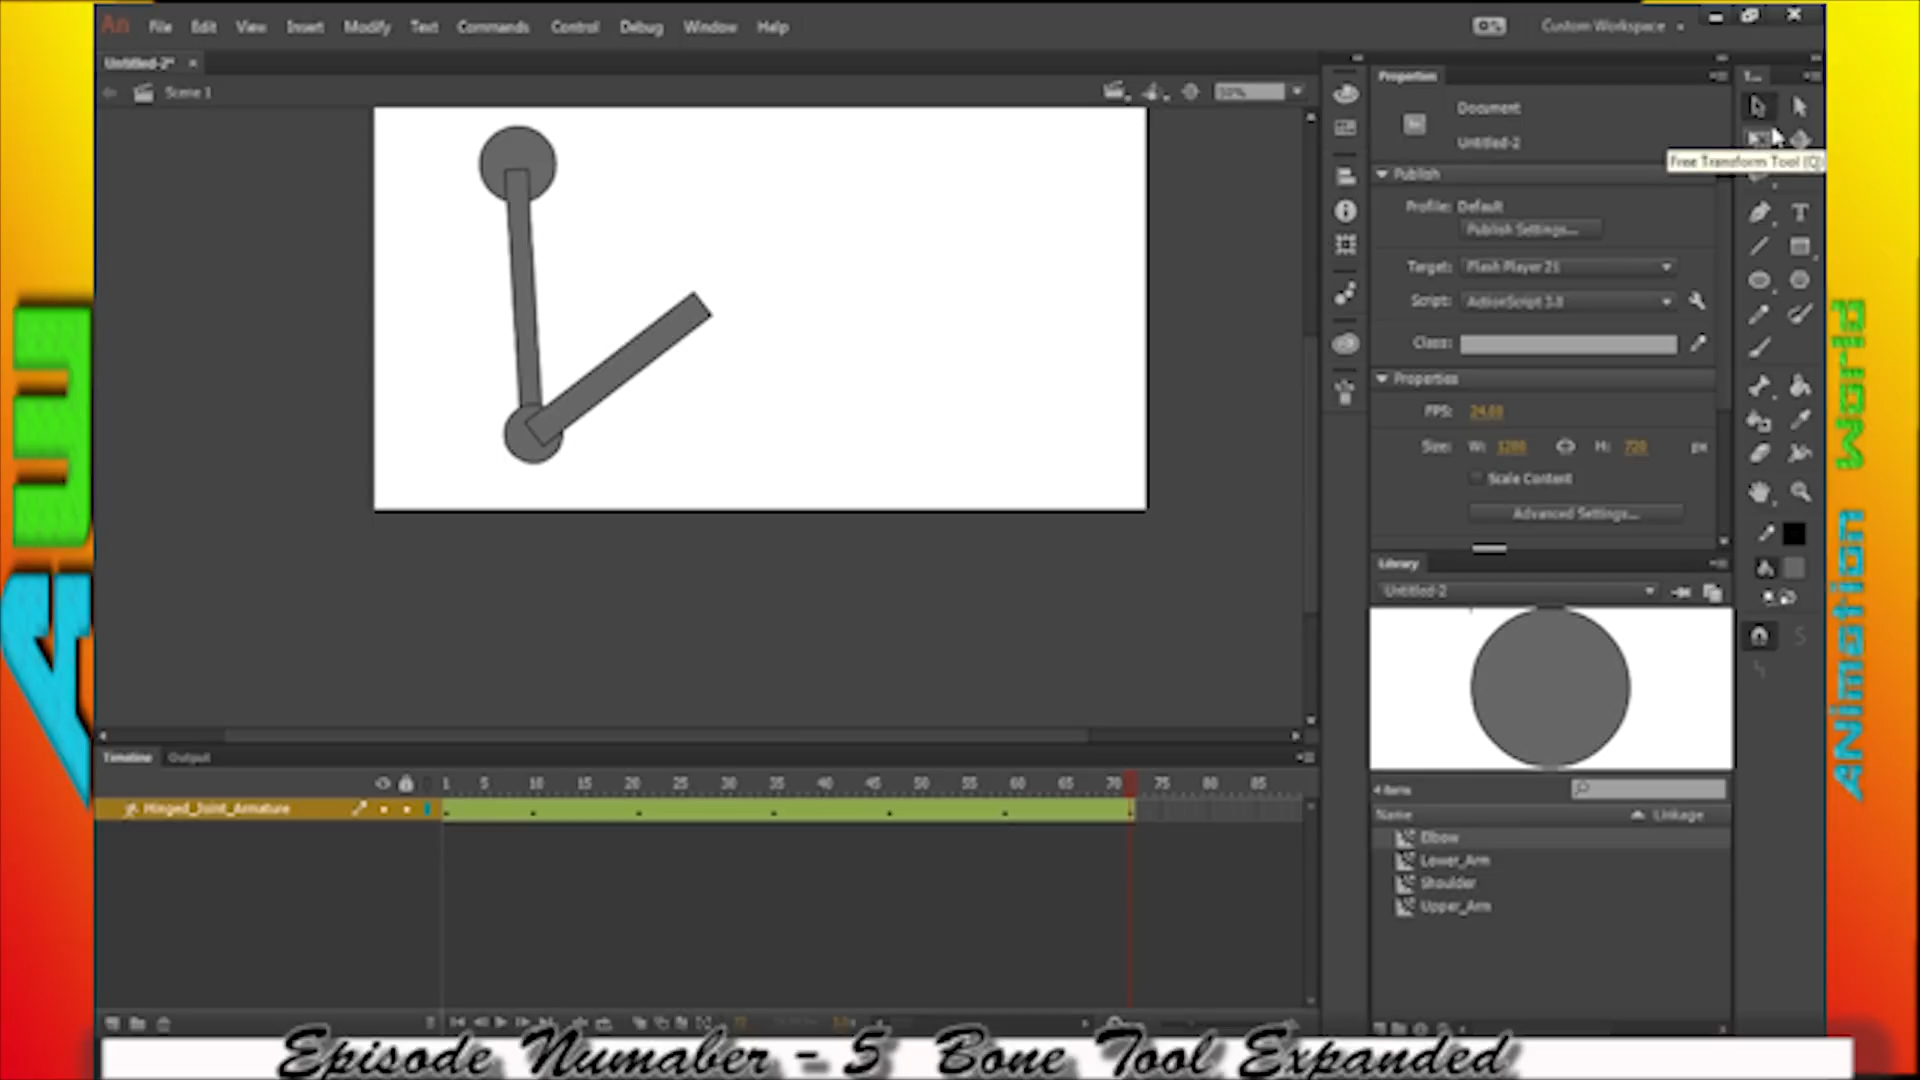 An File Edit View Insert Modify Text Commands Control Debug Window Help Custom Workspace
Untitled-2* ×
Scene 1
Properties
Document
Untitled-2
Free Transform Tool (Q)
Publish
Profile: Default
Publish Settings...
Target: Flash Player 21
Script: ActionScript 3.0
Class:
Properties
FPS: 24.00
Size: W: 1280 H: 720 px
Scale Content
Advanced Settings...
Library
Untitled-2
4 items
Name Linkage
Elbow
Lower_Arm
Shoulder
Upper_Arm
Timeline Output
1 5 10 15 20 25 30 35 40 45 50 55 60 65 70 75 80 85
Hinged_Joint_Armature
AW
Animation World
Episode Numaber - 5 Bone Tool Expanded